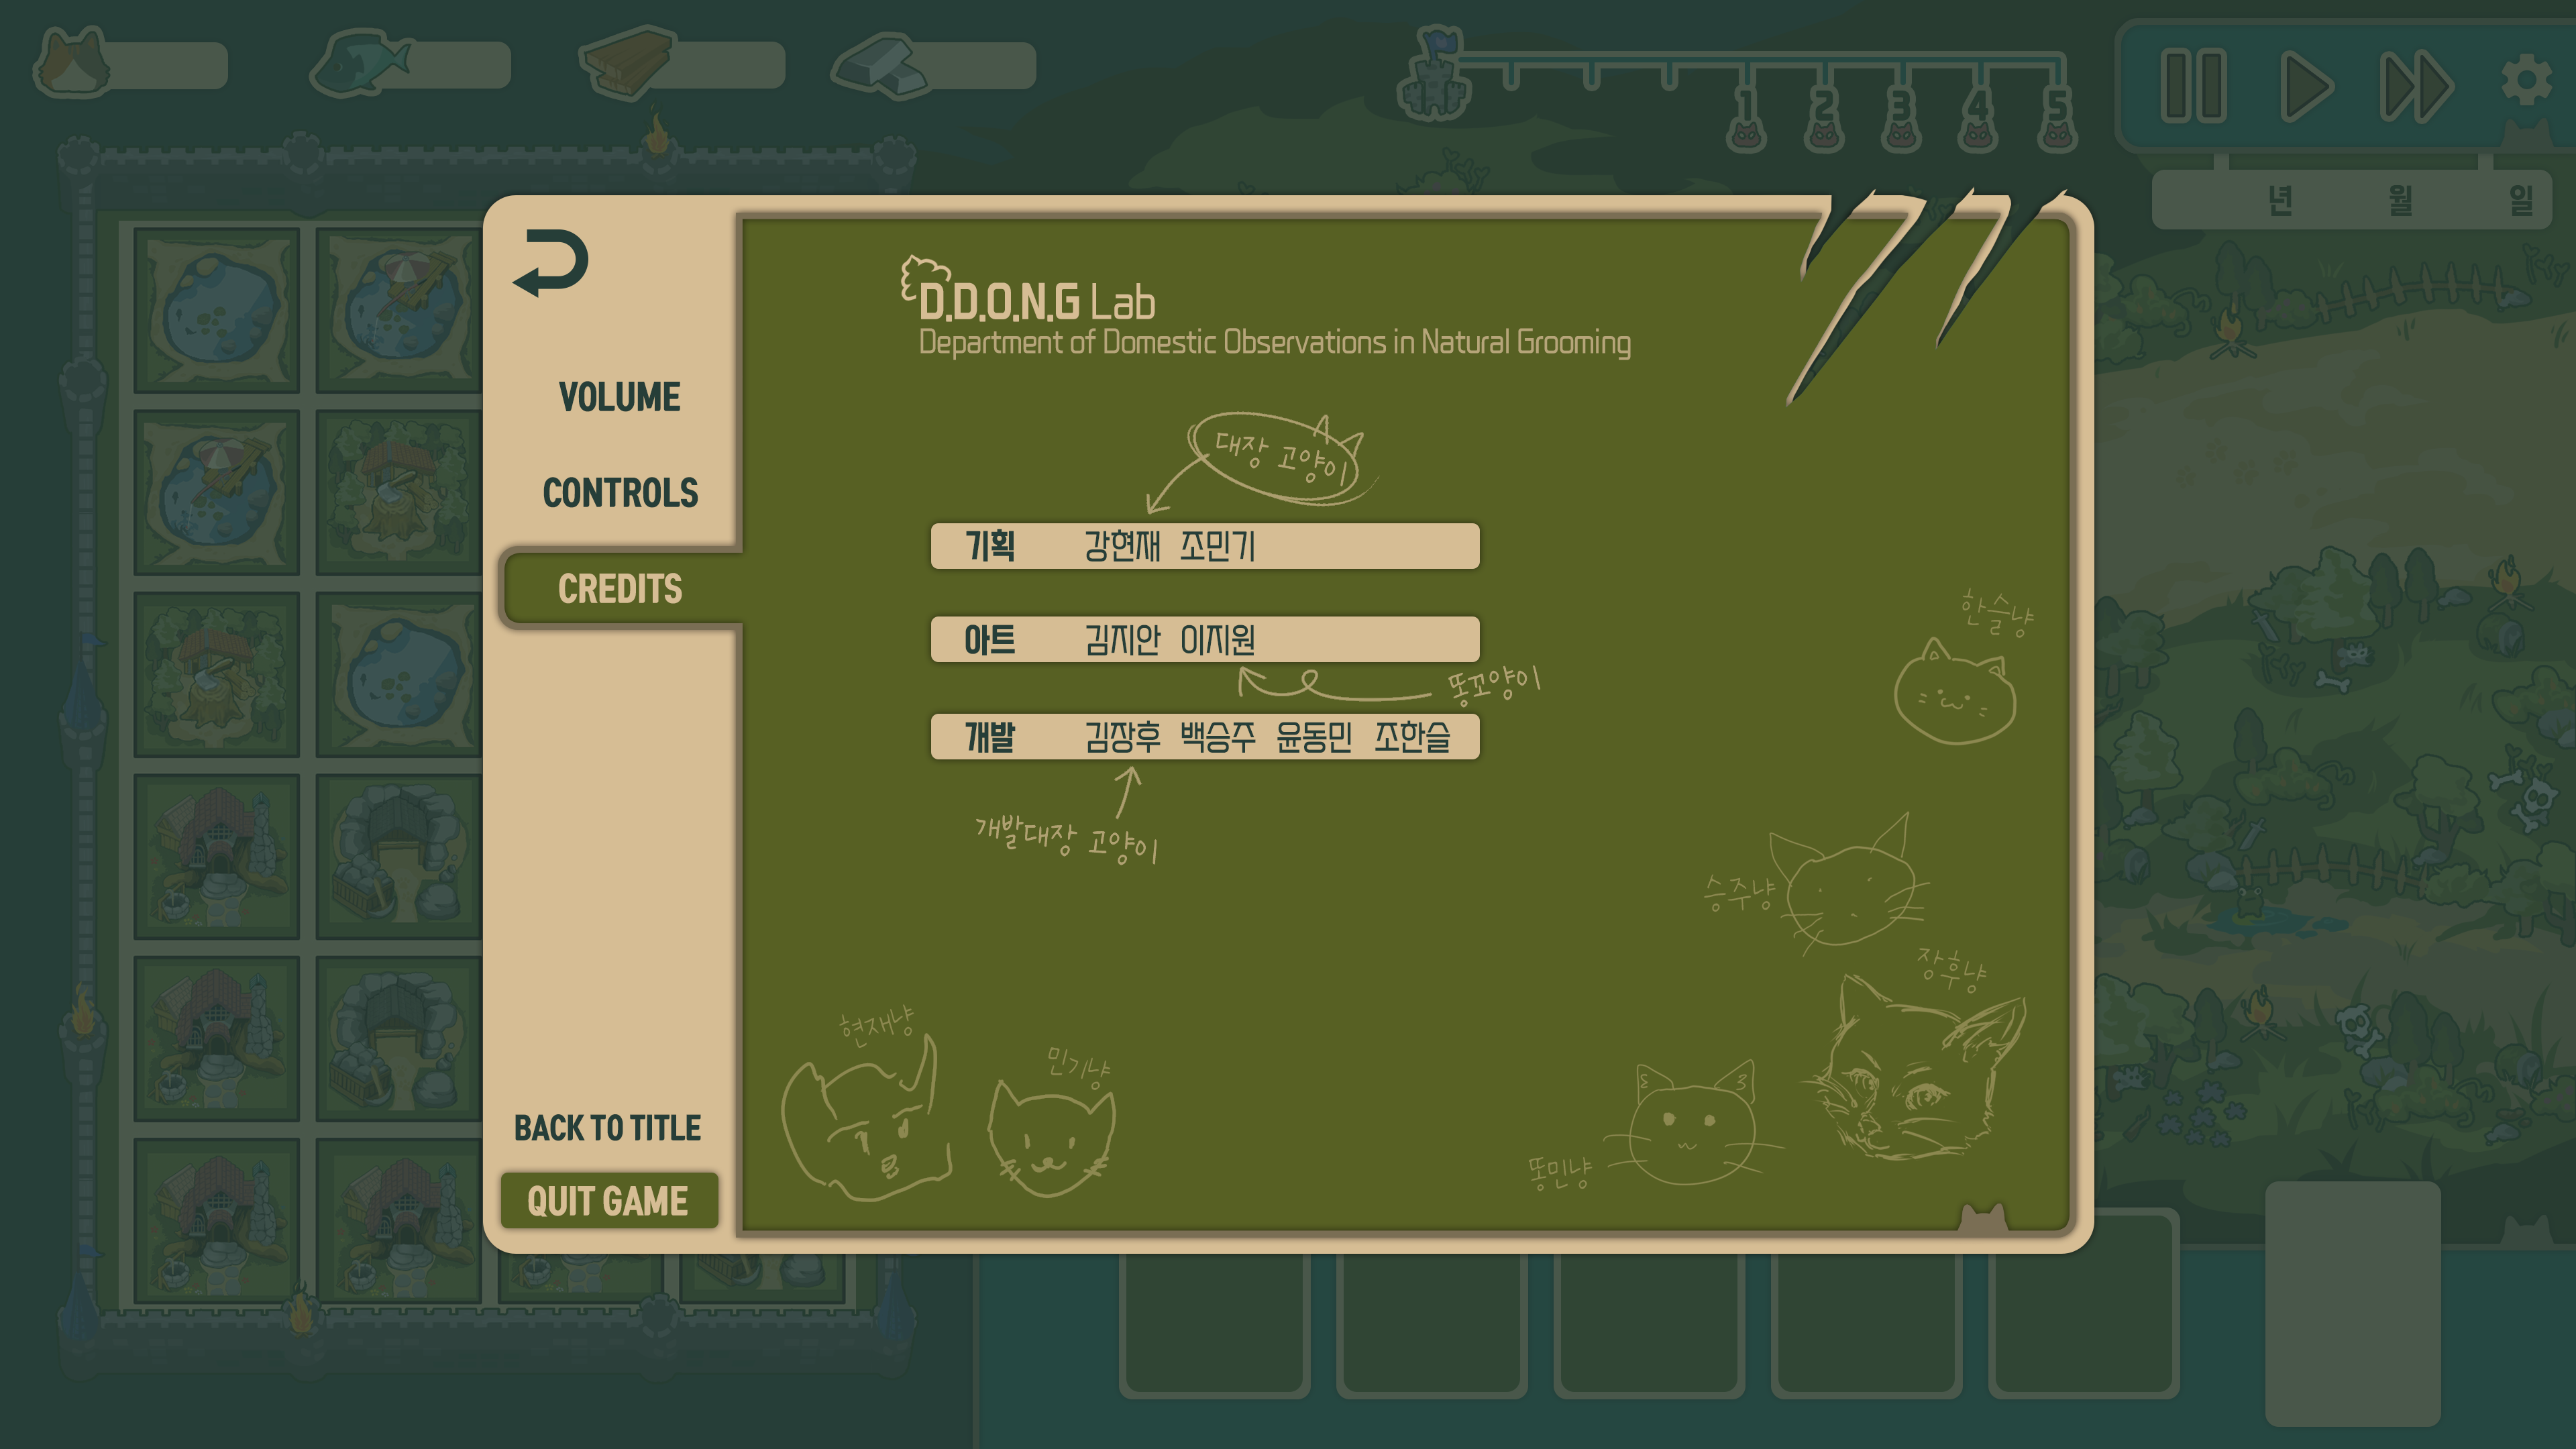 1 2 3 4 5
년 월 일
VOLUME
CONTROLS
CREDITS
BACK TO TITLE
QUIT GAME
D.D.O.N.G Lab
Department of Domestic Observations in Natural Grooming
대장 고양이
기획 강현재 조민기
아트 김지안 이지원
똥꼬양이
개발 김장후 백승주 윤동민 조한슬
개발대장 고양이
한슬냥
승주냥
장후냥
현재냥
민기냥
똥민냥